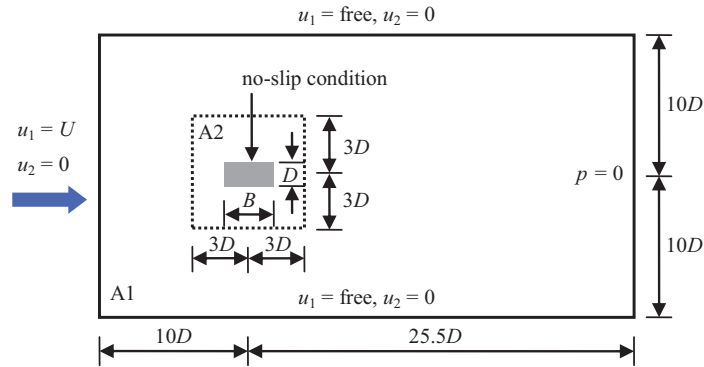 u₁ = free, u₂ = 0
no-slip condition
u₁ = U
u₂ = 0
A2
D
B
3D
3D
3D
3D
p = 0
10D
10D
A1
u₁ = free, u₂ = 0
10D
25.5D